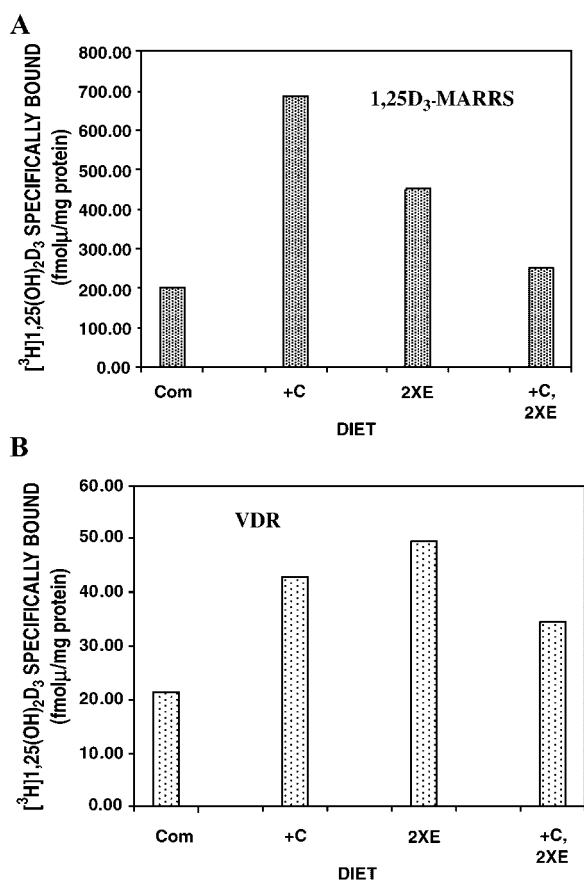 A
[³H]1,25(OH)₂D₃ SPECIFICALLY BOUND
(fmolμ/mg protein)
800.00
700.00
600.00
500.00
400.00
300.00
200.00
100.00
0.00
1,25D₃-MARRS
Com +C 2XE +C,
2XE
DIET
B
[³H]1,25(OH)₂D₃ SPECIFICALLY BOUND
(fmolμ/mg protein)
60.00
50.00
40.00
30.00
20.00
10.00
0.00
VDR
Com +C 2XE +C,
2XE
DIET